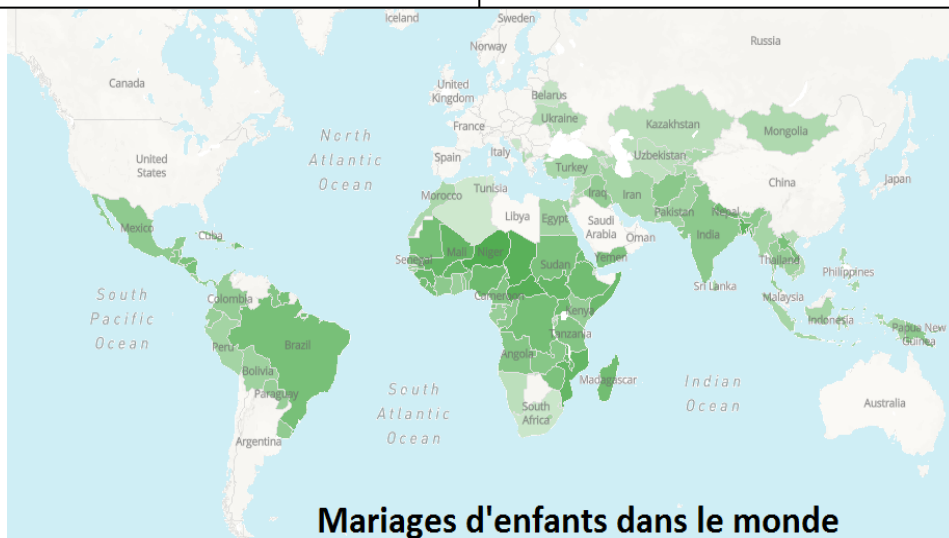 Iceland
Sweden
Norway
Russia
Canada
United
Kingdom
Belarus
Ukraine
Kazakhstan
Mongolia
France
North
Atlantic
Ocean
United
States
Spain
Italy
Turkey
Uzbekistan
China
Japan
Morocco
Tunisia
Iraq
Iran
Libya
Egypt
Pakistan
Nepal
Saudi
Arabia
India
Oman
Mexico
Cuba
Mali
Niger
Senegal
Sudan
Yemen
Thailand
Philippines
Cameroon
Sri Lanka
Colombia
Malaysia
South
Pacific
Ocean
Kenya
Indonesia
Papua New
Guinea
Tanzania
Peru
Brazil
Angola
Bolivia
Madagascar
Indian
Ocean
Paraguay
South
Atlantic
Ocean
South
Africa
Australia
Argentina
Mariages d'enfants dans le monde